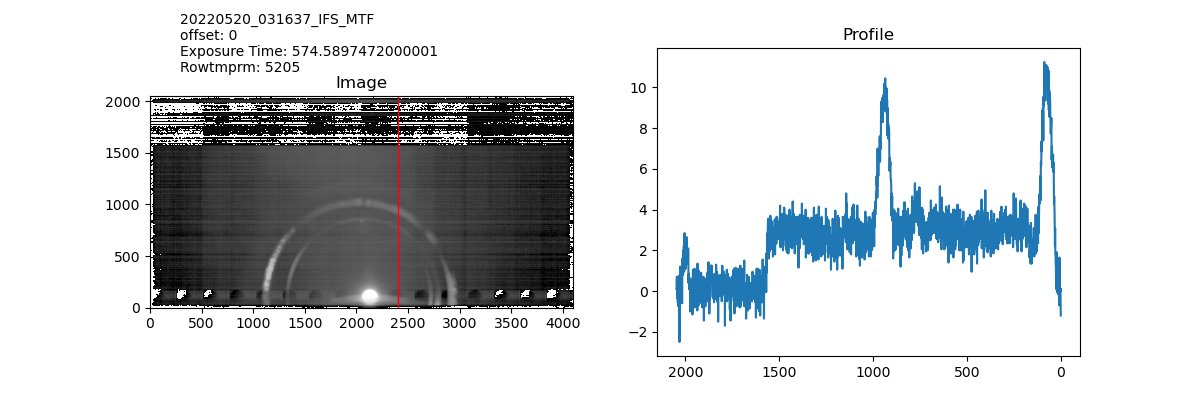 20220520_031637_IFS_MTF
offset: 0
Exposure Time: 574.5897472000001
Rowtmprm: 5205
Image
2000
1500
1000
500
0
0 500 1000 1500 2000 2500 3000 3500 4000
Profile
10
8
6
4
2
0
−2
2000 1500 1000 500 0